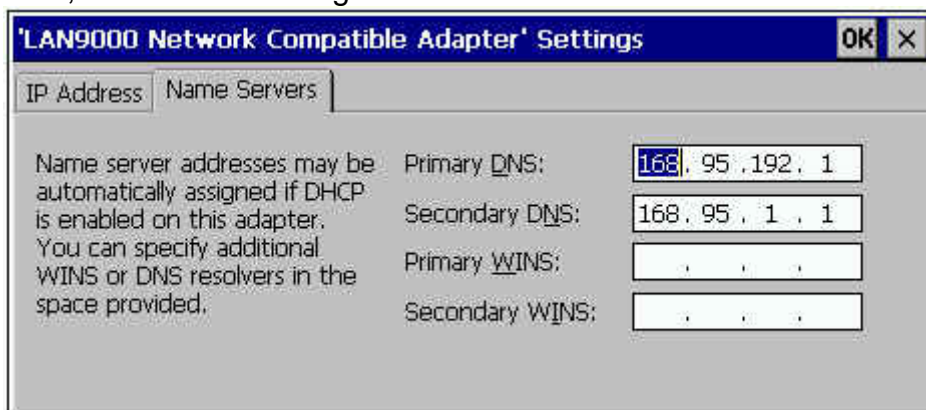 'LAN9000 Network Compatible Adapter' Settings OK ×
IP Address Name Servers
Name server addresses may be
automatically assigned if DHCP
is enabled on this adapter.
You can specify additional
WINS or DNS resolvers in the
space provided.
Primary DNS: 168. 95 .192. 1
Secondary DNS: 168. 95 . 1 . 1
Primary WINS: . . .
Secondary WINS: . . .